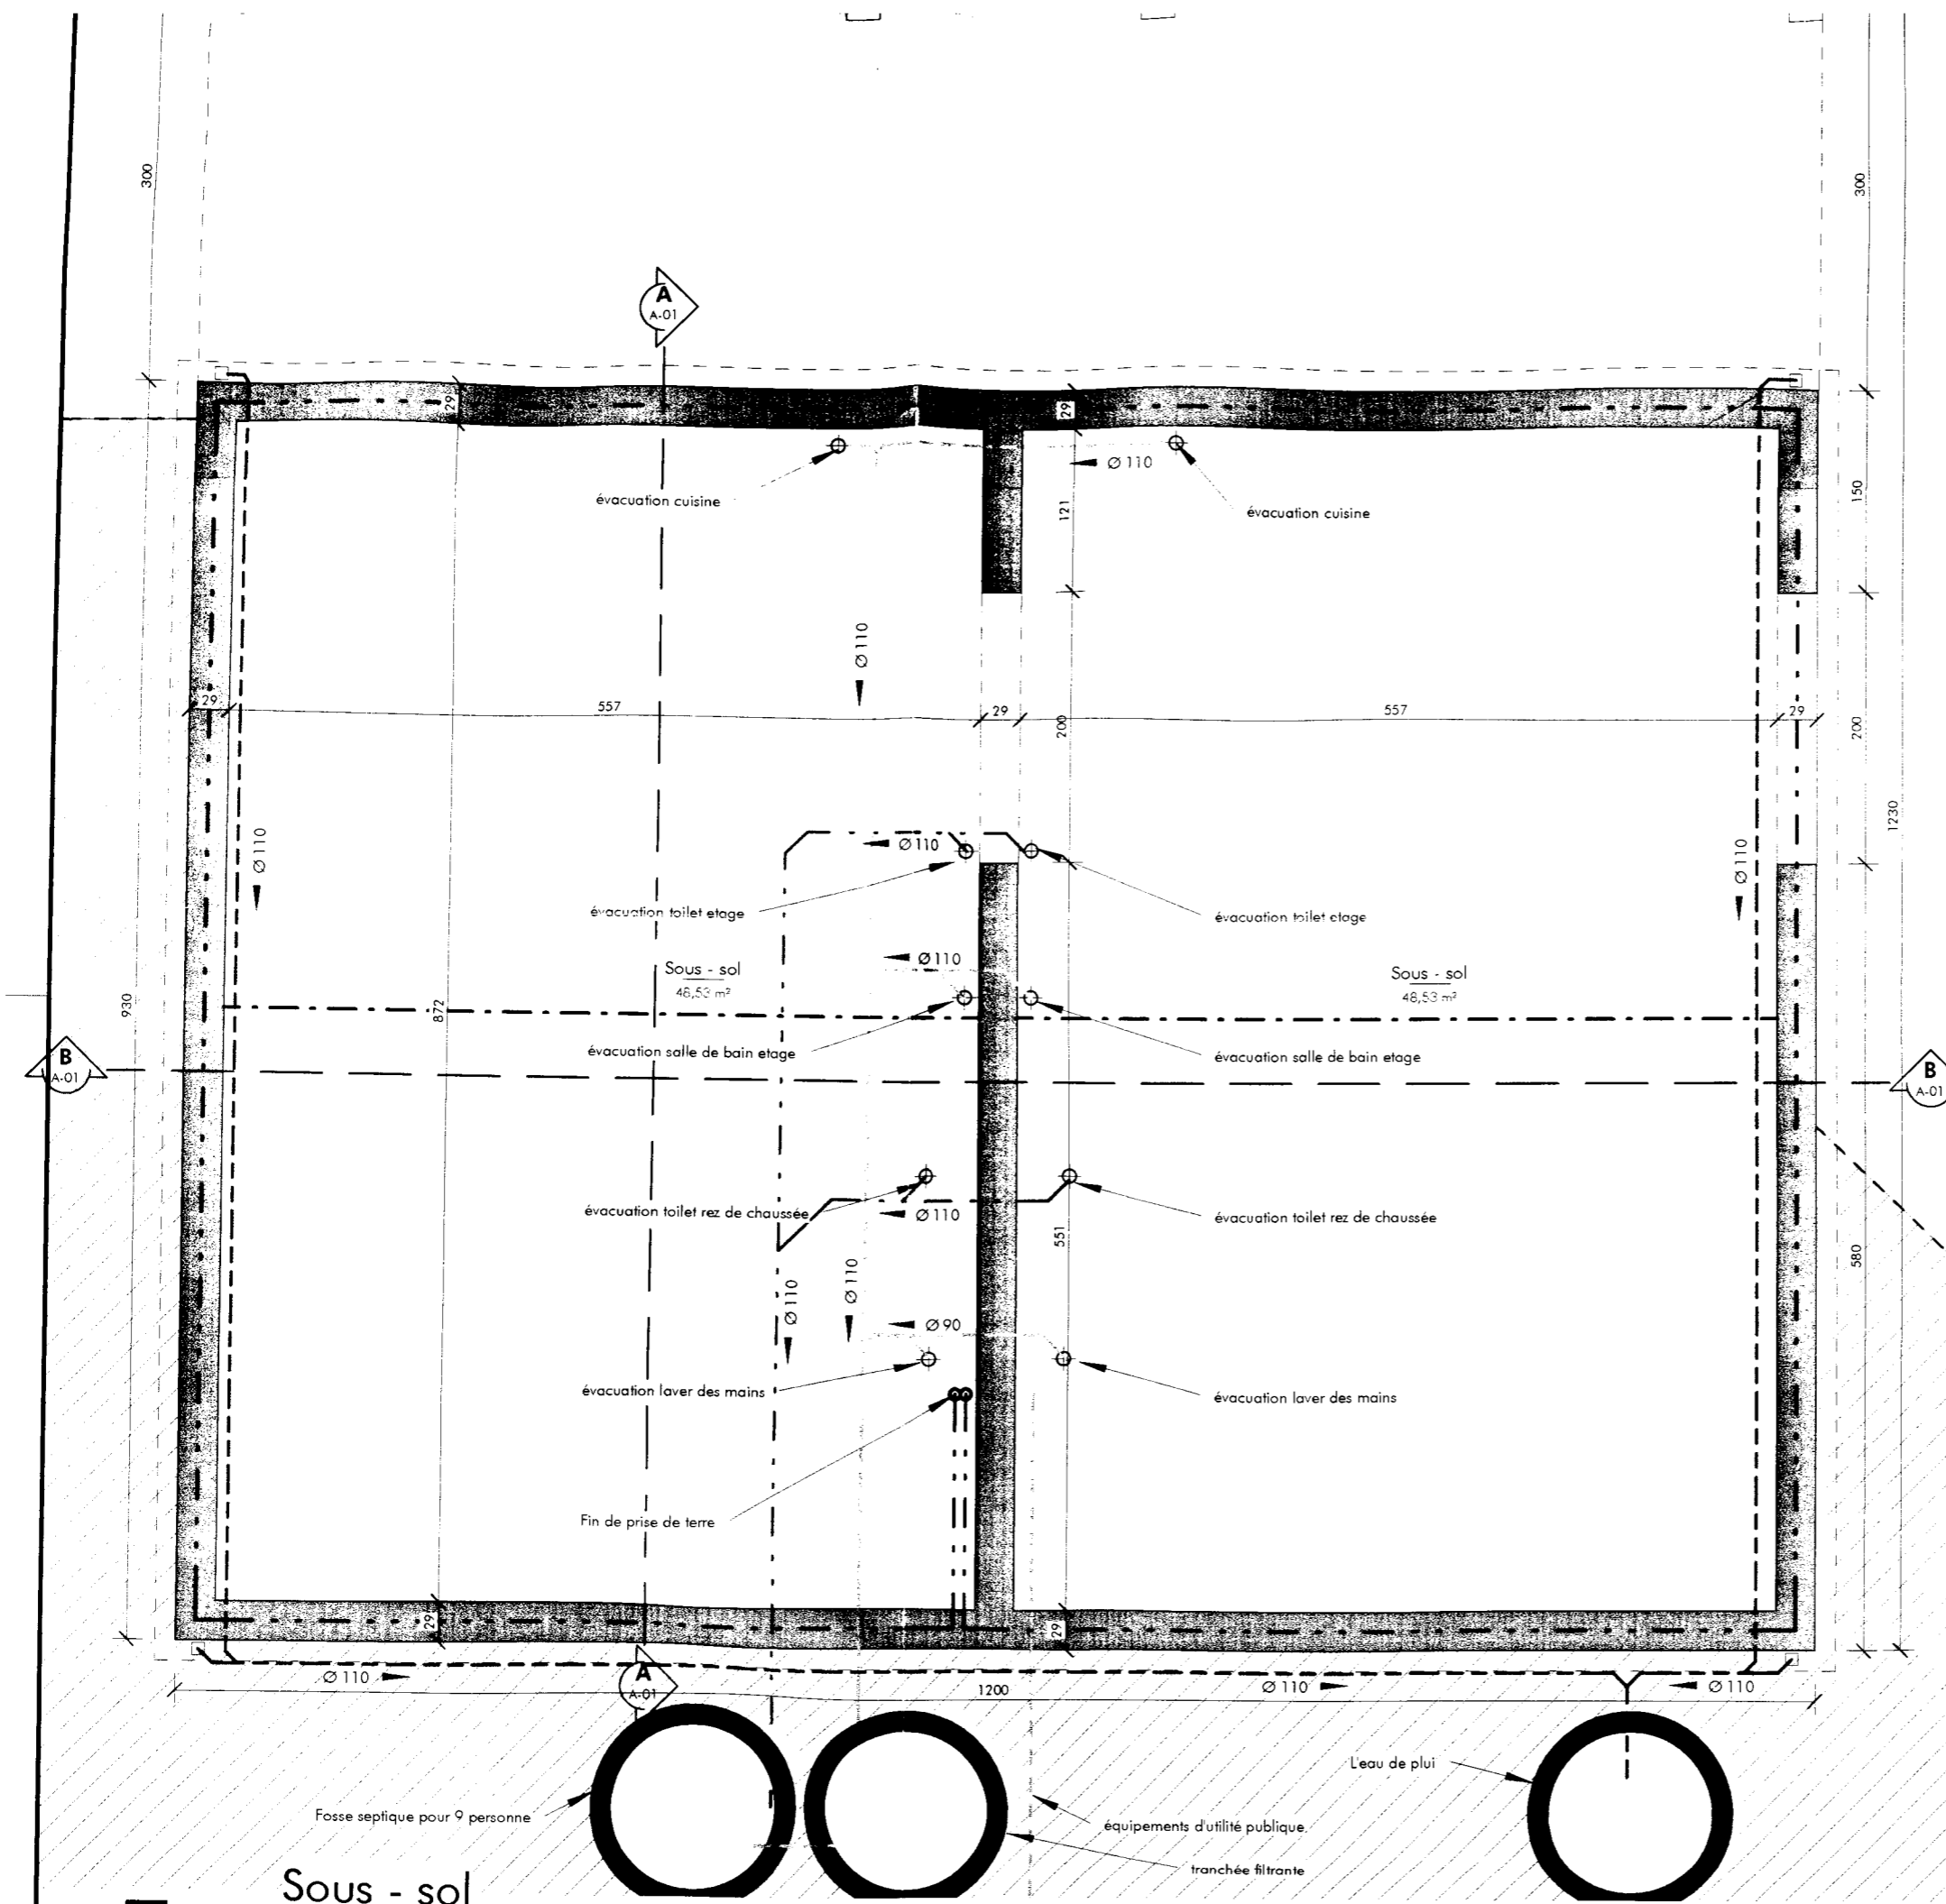 300
300
A
A-01
29
29
Ø 110
évacuation cuisine
évacuation cuisine
121
150
Ø 110
29
557
29
557
29
200
200
1230
Ø 110
Ø 110
Ø 110
évacuation toilet etage
évacuation toilet etage
Ø 110
Sous - sol
48,53 m²
Sous - sol
48,53 m²
930
872
évacuation salle de bain etage
évacuation salle de bain etage
B
A-01
B
A-01
évacuation toilet rez de chaussée
Ø 110
évacuation toilet rez de chaussée
551
580
Ø 110
Ø 110
Ø 90
évacuation laver des mains
évacuation laver des mains
Fin de prise de terre
29
29
Ø 110
A
A-01
1200
Ø 110
Ø 110
L'eau de plui
Fosse septique pour 9 personne
équipements d'utilité publique.
tranchée filtrante
Sous - sol